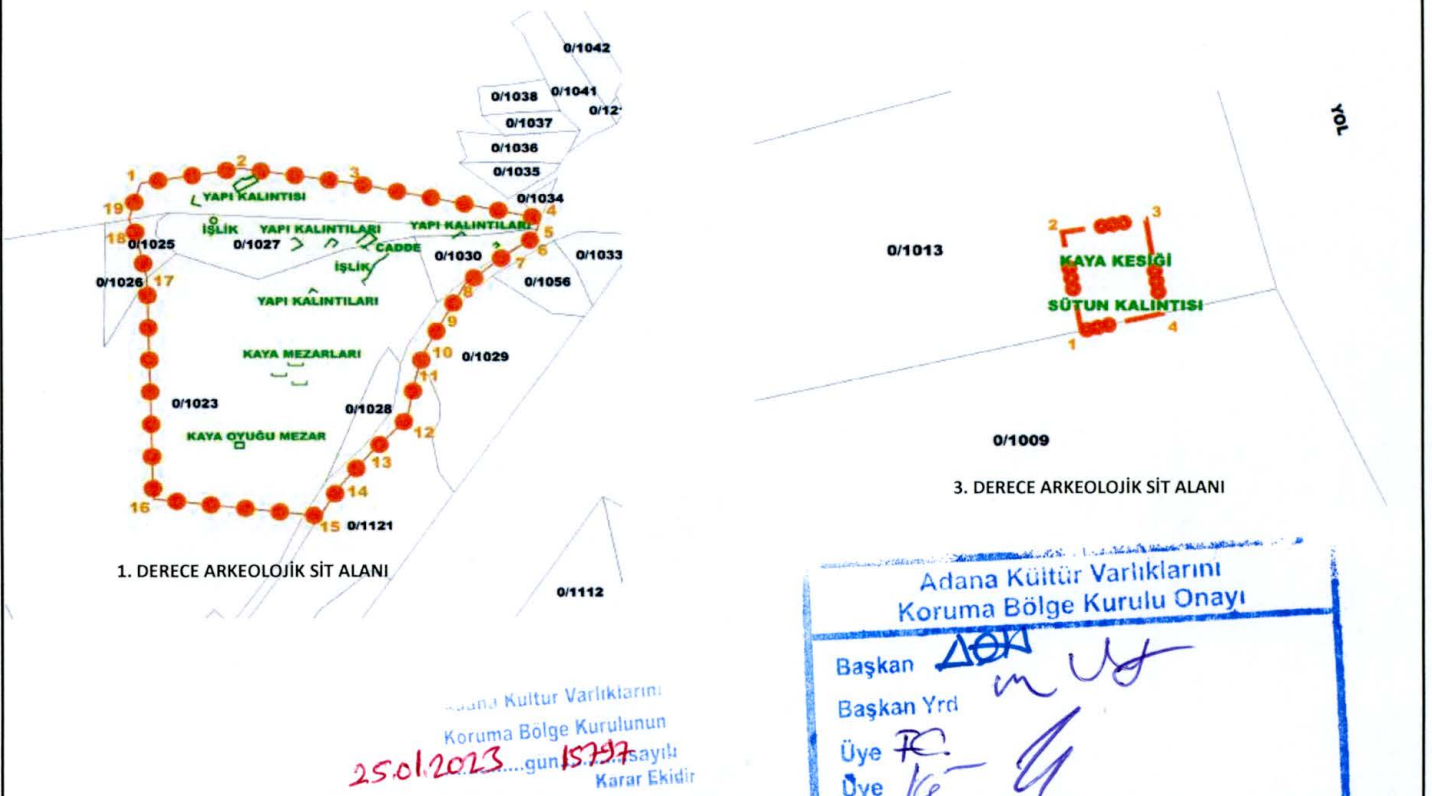 0/1042
0/1038
0/1041
0/12
0/1037
0/1036
0/1035
0/1034
1
2
3
4
19
YAPI KALINTISI
İŞLİK
YAPI KALINTILARI
YAPI KALINTILARI
5
18
0/1025
0/1027
CADDE
6
0/1030
7
0/1033
İŞLİK
0/1026
17
8
0/1056
YAPI KALINTILARI
9
KAYA MEZARLARI
10
0/1029
11
0/1023
0/1028
12
KAYA OYUĞU MEZAR
13
14
16
15
0/1121
1. DERECE ARKEOLOJİK SİT ALANI
0/1112
YOL
0/1013
2
3
KAYA KESİĞİ
SÜTUN KALINTISI
1
4
0/1009
3. DERECE ARKEOLOJİK SİT ALANI
Adana Kültür Varlıklarını
Koruma Bölge Kurulunun
25.01.2023 gün 15797 sayılı
Karar Ekidir
Adana Kültür Varlıklarını
Koruma Bölge Kurulu Onayı
Başkan
Başkan Yrd
Üye
Üye